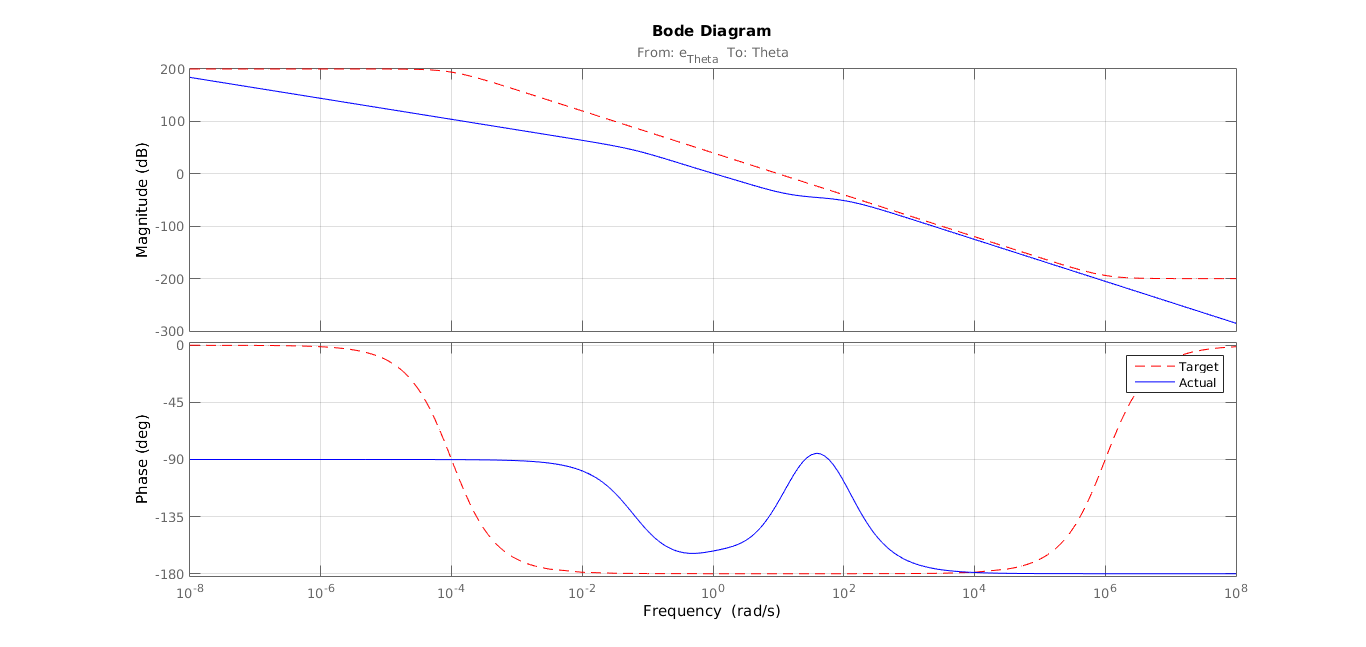 Bode Diagram
From: e_Theta To: Theta
Magnitude (dB)
200
100
0
-100
-200
-300
Phase (deg)
0
-45
-90
-135
-180
Target
Actual
10^-8
10^-6
10^-4
10^-2
10^0
10^2
10^4
10^6
10^8
Frequency (rad/s)